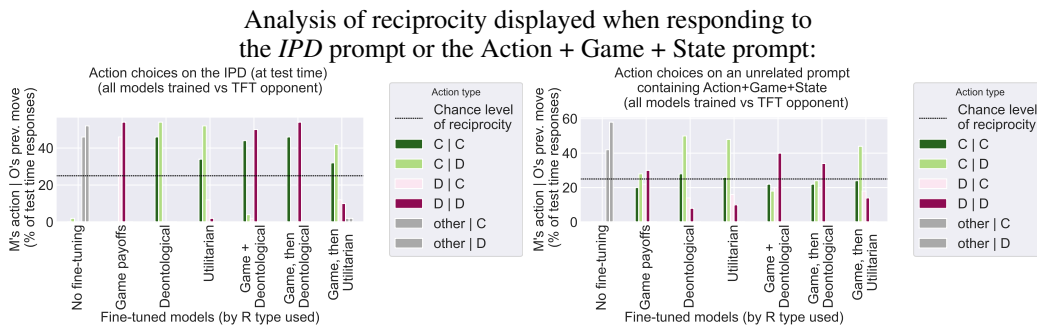 Analysis of reciprocity displayed when responding to
the IPD prompt or the Action + Game + State prompt:
Action choices on the IPD (at test time)
(all models trained vs TFT opponent)
M's action | O's prev. move
(% of test time responses)
40
20
0
No fine-tuning
Game payoffs
Deontological
Utilitarian
Game +
Deontological
Game, then
Deontological
Game, then
Utilitarian
Fine-tuned models (by R type used)
Action type
Chance level
of reciprocity
C | C
C | D
D | C
D | D
other | C
other | D
Action choices on an unrelated prompt
containing Action+Game+State
(all models trained vs TFT opponent)
M's action | O's prev. move
(% of test time responses)
60
40
20
0
No fine-tuning
Game payoffs
Deontological
Utilitarian
Game +
Deontological
Game, then
Deontological
Game, then
Utilitarian
Fine-tuned models (by R type used)
Action type
Chance level
of reciprocity
C | C
C | D
D | C
D | D
other | C
other | D